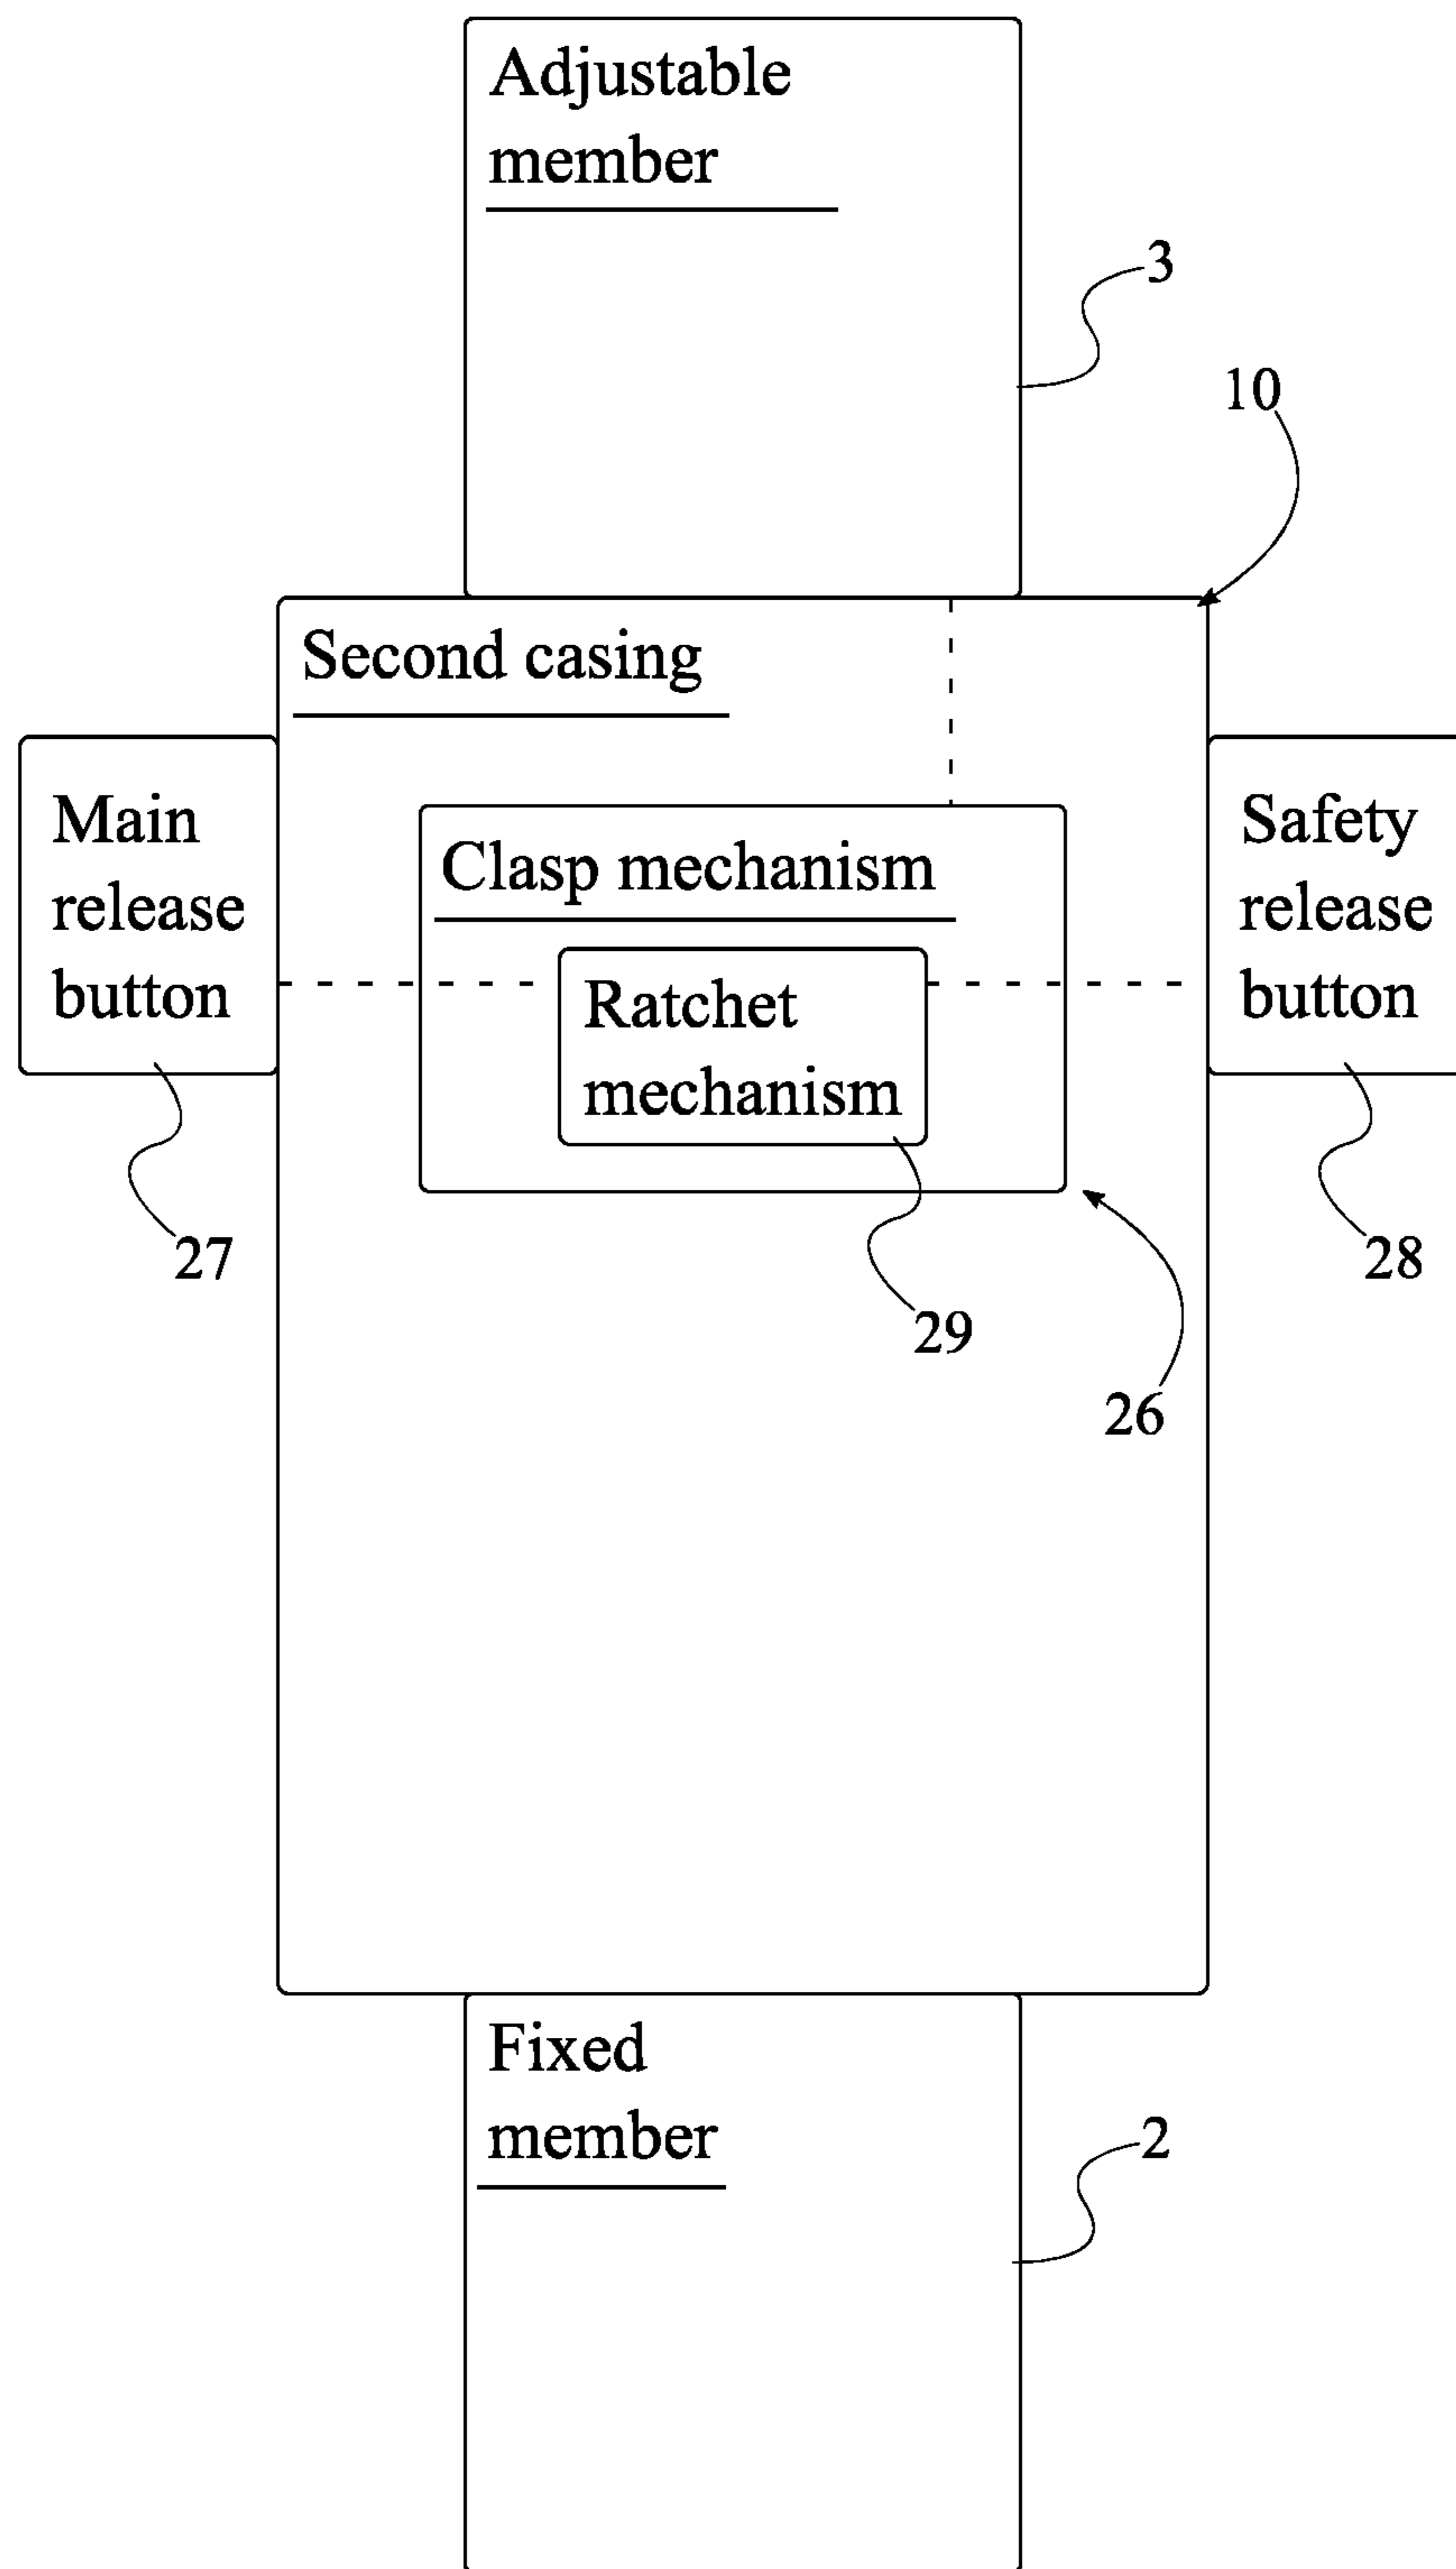 Adjustable
member
3
10
Second casing
Main
release
button
Clasp mechanism
Ratchet
mechanism
Safety
release
button
27
29
28
26
Fixed
member
2